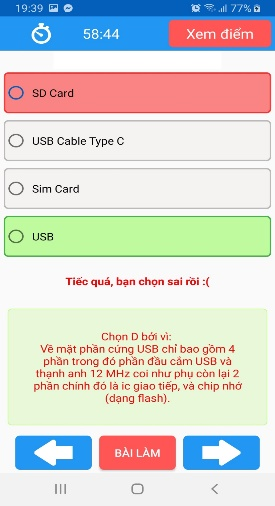 19:39 77%
58:44 Xem điểm
SD Card
USB Cable Type C
Sim Card
USB
Tiếc quá, bạn chọn sai rồi :(
Chọn D bởi vì:
Về mặt phần cứng USB chỉ bao gồm 4
phần trong đó phần đầu cắm USB và
thạnh anh 12 MHz coi như phụ còn lại 2
phần chính đó là ic giao tiếp, và chip nhớ
(dạng flash).
BÀI LÀM